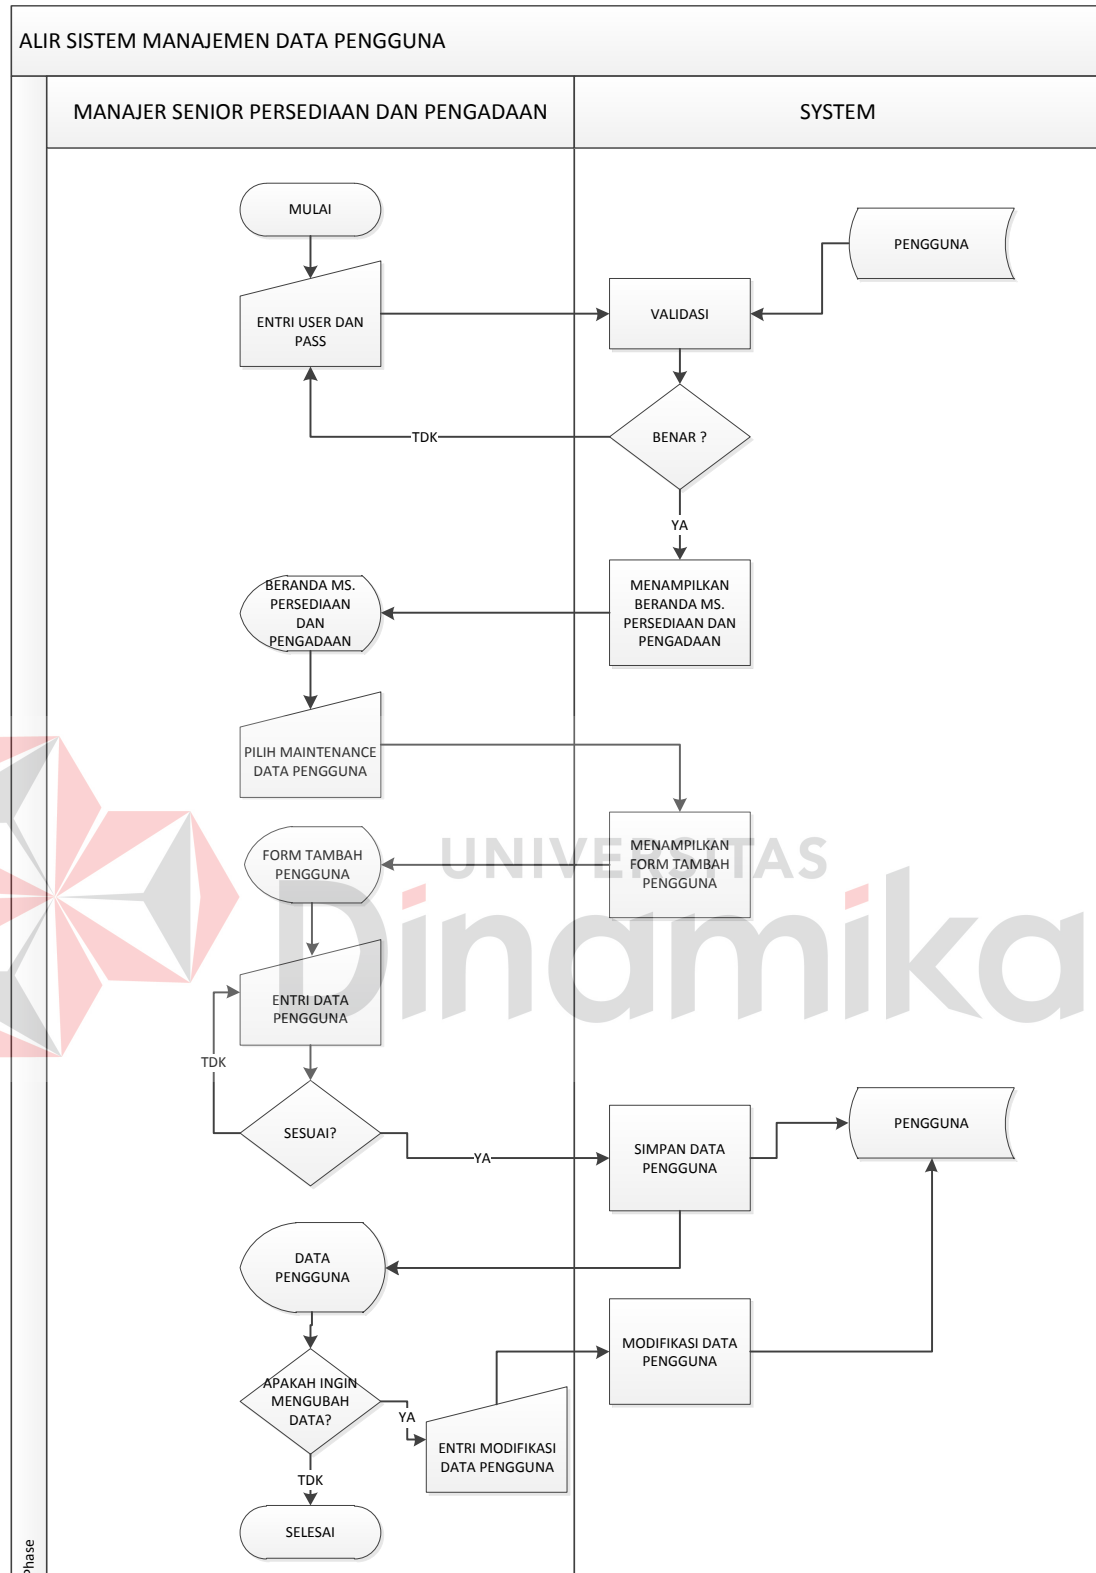 ALIR SISTEM MANAJEMEN DATA PENGGUNA
MANAJER SENIOR PERSEDIAAN DAN PENGADAAN
SYSTEM
MULAI
PENGGUNA
ENTRI USER DAN
PASS
VALIDASI
BENAR ?
TDK
YA
BERANDA MS.
PERSEDIAAN
DAN
PENGADAAN
MENAMPILKAN
BERANDA MS.
PERSEDIAAN DAN
PENGADAAN
PILIH MAINTENANCE
DATA PENGGUNA
FORM TAMBAH
PENGGUNA
MENAMPILKAN
FORM TAMBAH
PENGGUNA
UNIVERSITAS
Dinamika
ENTRI DATA
PENGGUNA
TDK
SESUAI?
YA
SIMPAN DATA
PENGGUNA
PENGGUNA
DATA
PENGGUNA
MODIFIKASI DATA
PENGGUNA
APAKAH INGIN
MENGUBAH
DATA?
YA
ENTRI MODIFIKASI
DATA PENGGUNA
TDK
SELESAI
Phase